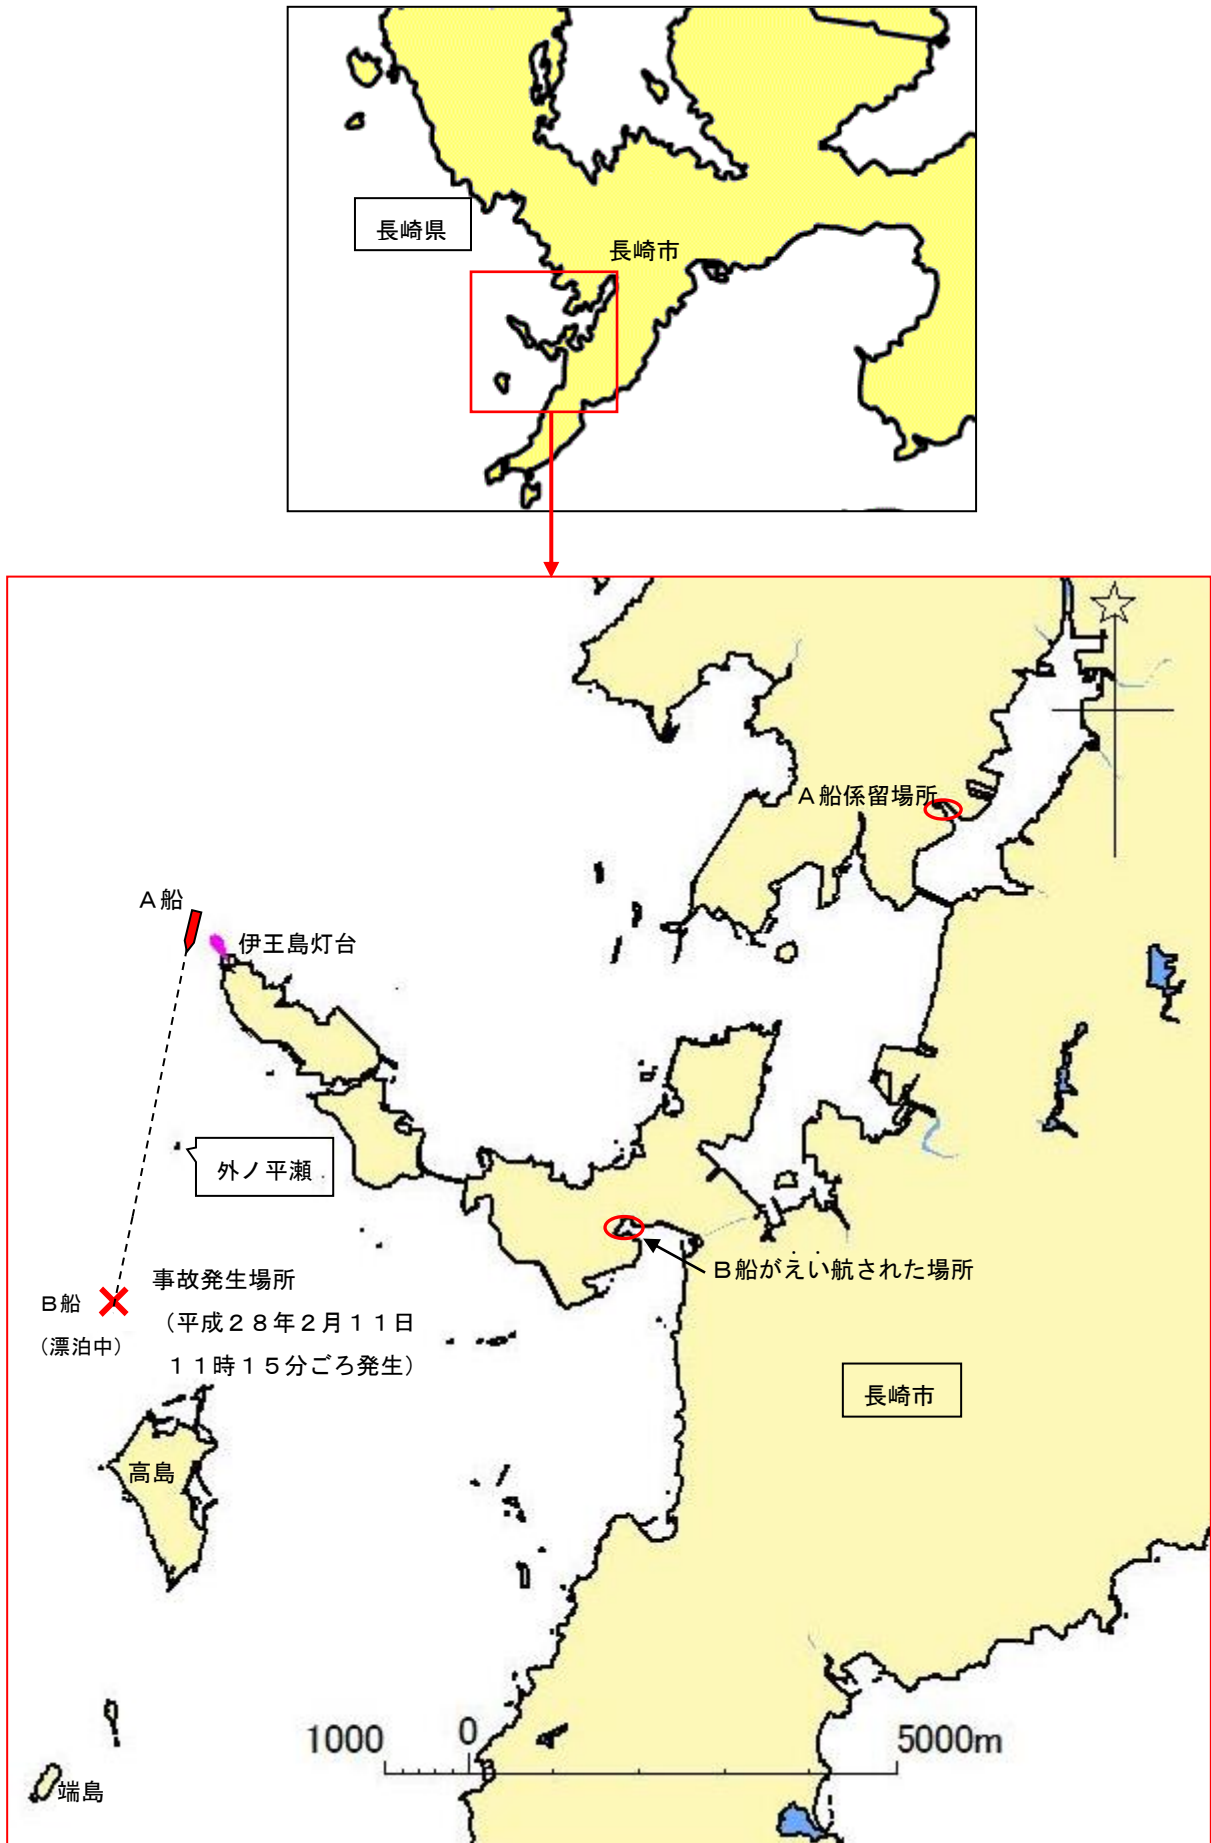 長崎県
長崎市
A船係留場所
A船
伊王島灯台
外ノ平瀬
B船がえい航された場所
事故発生場所
B船
(漂泊中)
(平成28年2月11日
11時15分ごろ発生)
長崎市
高島
1000 0 5000m
端島